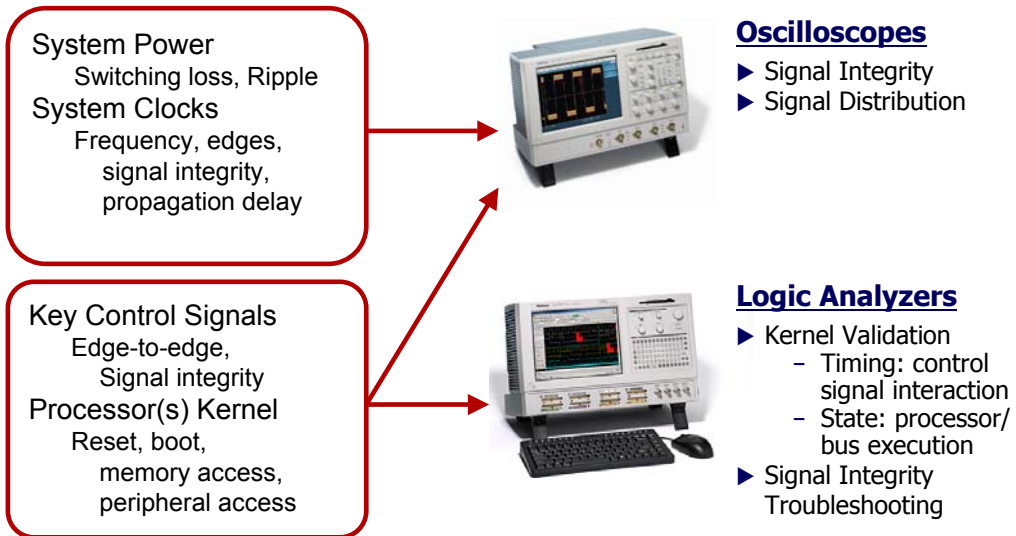 System Power
Switching loss, Ripple
System Clocks
Frequency, edges,
signal integrity,
propagation delay
Key Control Signals
Edge-to-edge,
Signal integrity
Processor(s) Kernel
Reset, boot,
memory access,
peripheral access
Oscilloscopes
▶ Signal Integrity
▶ Signal Distribution
Logic Analyzers
▶ Kernel Validation
– Timing: control
signal interaction
– State: processor/
bus execution
▶ Signal Integrity
Troubleshooting